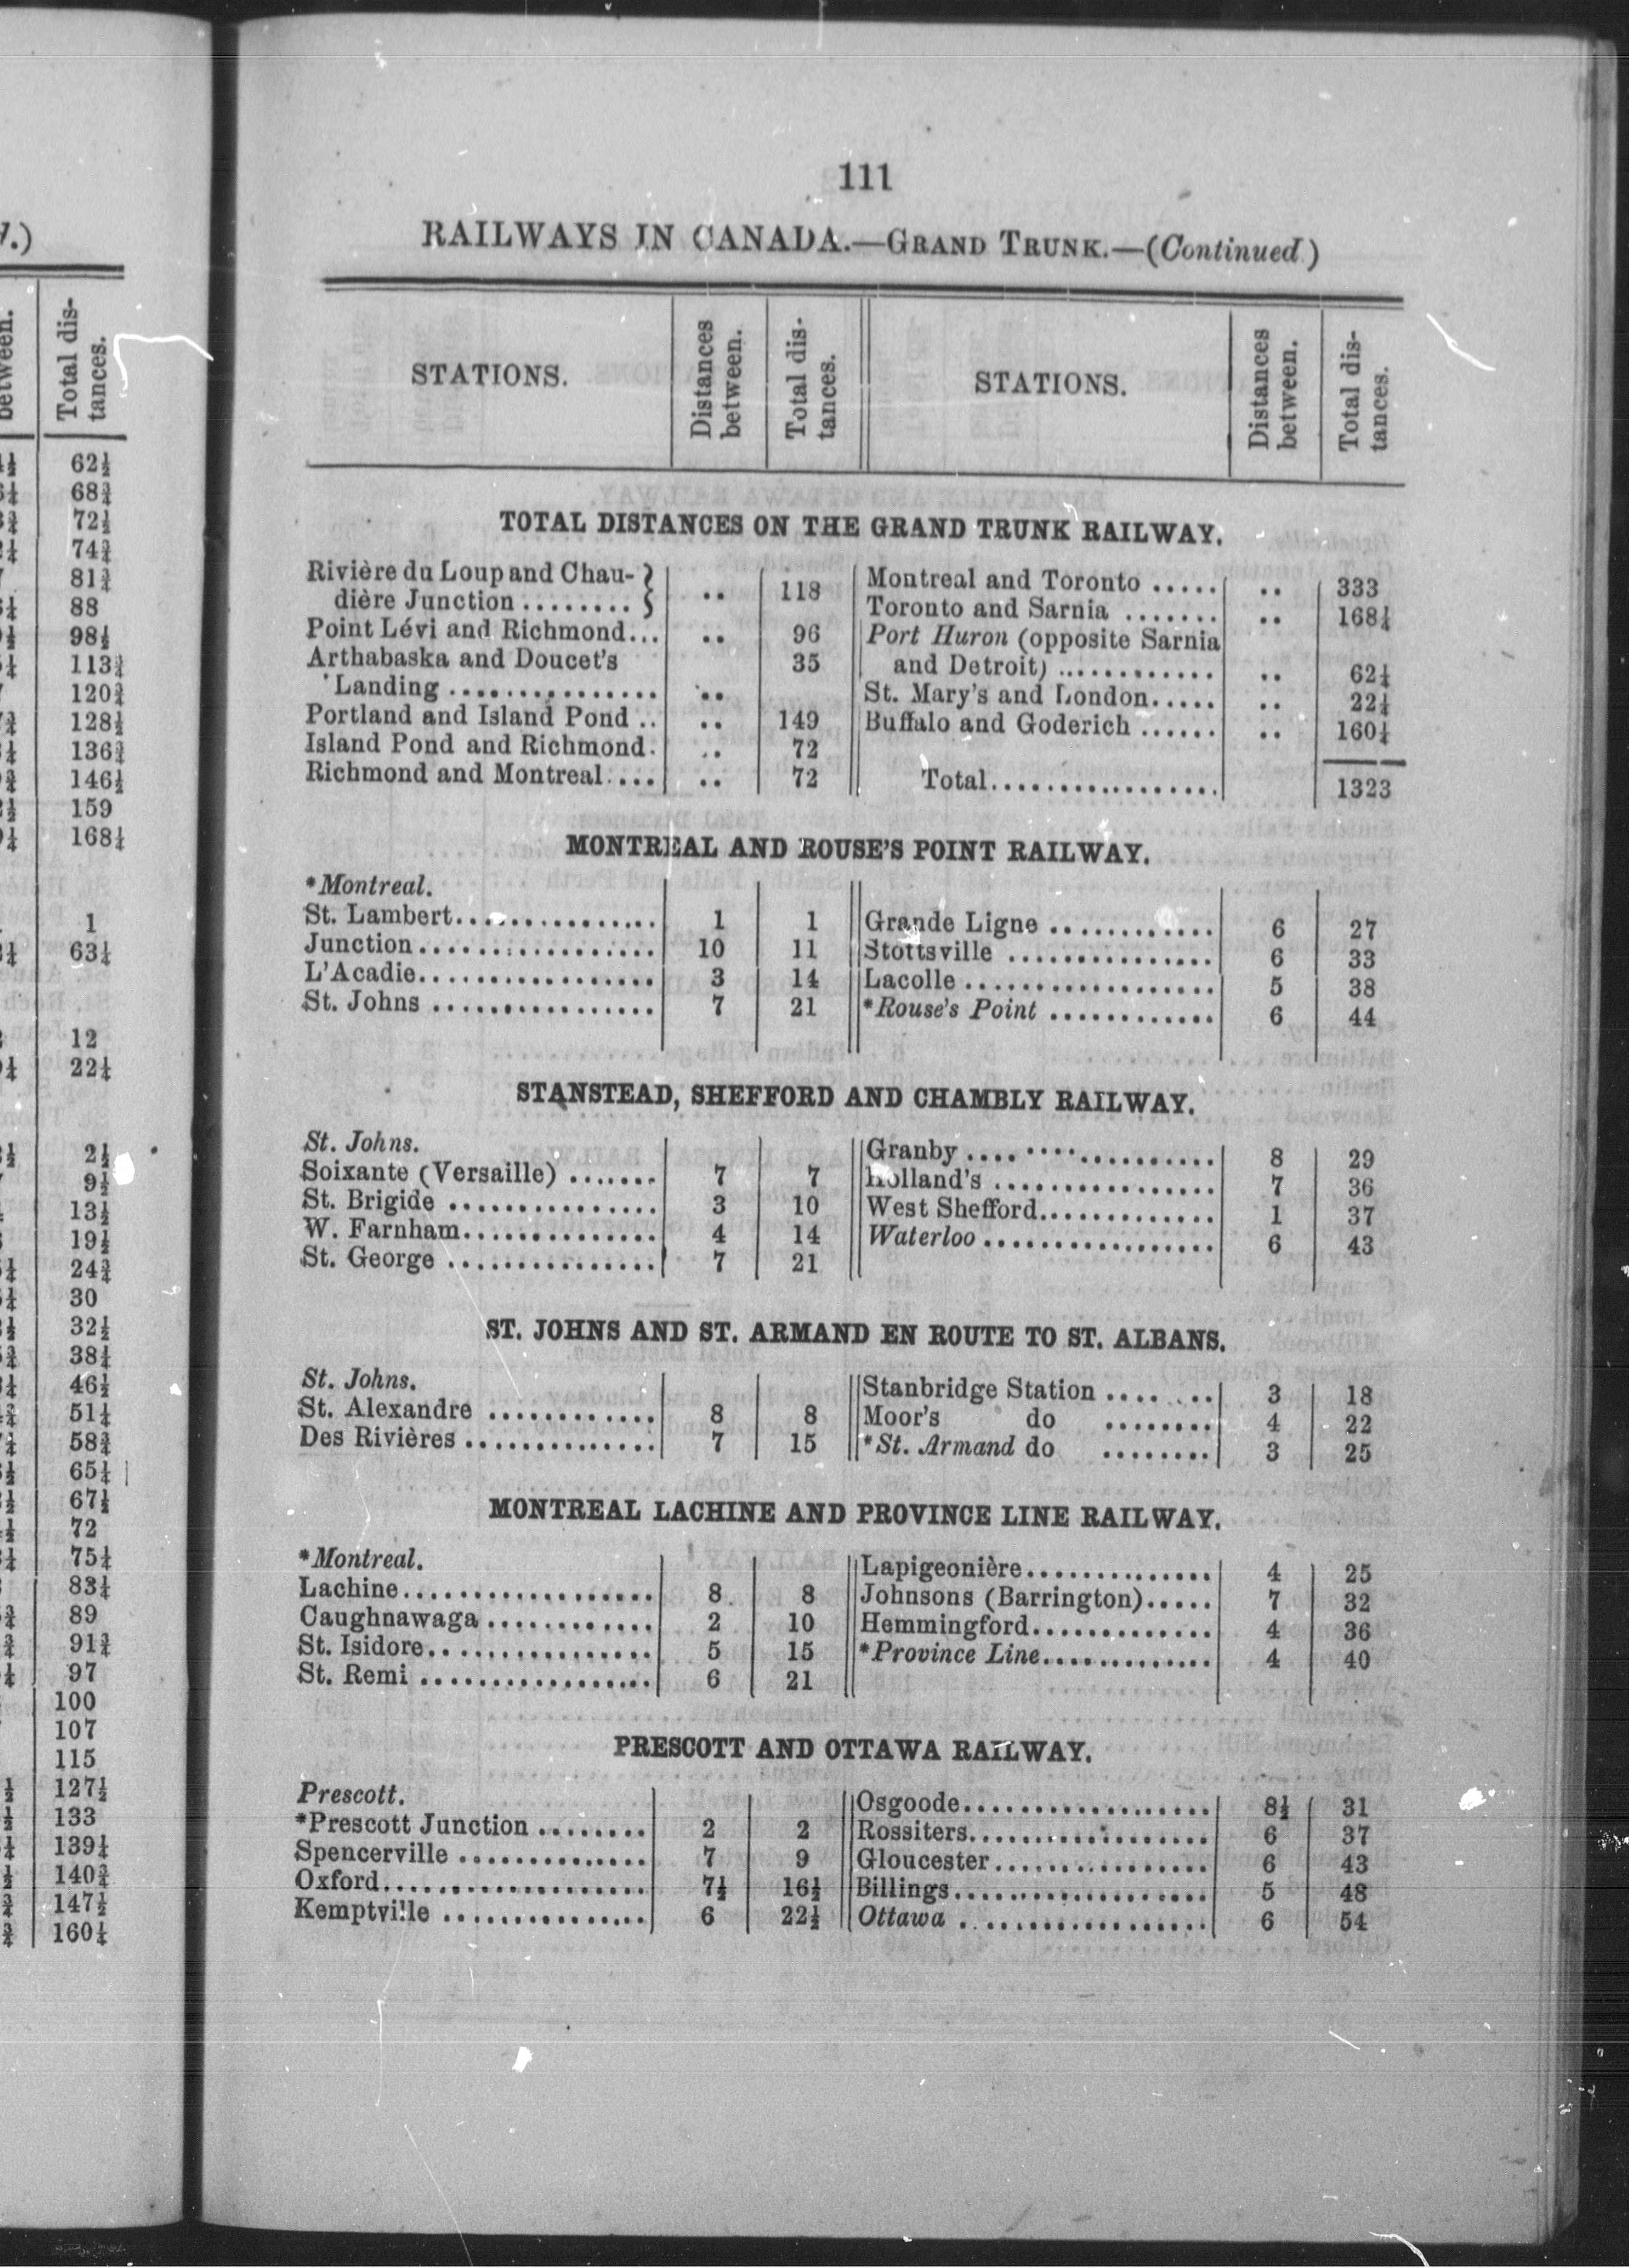 111
RAILWAYS IN CANADA.—GRAND TRUNK.—(Continued.)
STATIONS. Distances between. Total distances. STATIONS. Distances between. Total distances.
TOTAL DISTANCES ON THE GRAND TRUNK RAILWAY.
Rivière du Loup and Chau-
dière Junction ........ .. 118
Point Lévi and Richmond... .. 96
Arthabaska and Doucet's 35
Landing ............... ..
Portland and Island Pond .. .. 149
Island Pond and Richmond. .. 72
Richmond and Montreal.... .. 72
Montreal and Toronto ..... .. 333
Toronto and Sarnia ....... .. 168¼
Port Huron (opposite Sarnia
and Detroit) ............ .. 62¼
St. Mary's and London..... .. 22¼
Buffalo and Goderich ...... .. 160¼
Total.................. 1323
MONTREAL AND ROUSE'S POINT RAILWAY.
*Montreal.
St. Lambert............... 1 1
Junction................. 10 11
L'Acadie................. 3 14
St. Johns ................ 7 21
Grande Ligne ............ 6 27
Stottsville ............... 6 33
Lacolle .................. 5 38
*Rouse's Point ............ 6 44
STANSTEAD, SHEFFORD AND CHAMBLY RAILWAY.
St. Johns.
Soixante (Versaille) ....... 7 7
St. Brigide ............... 3 10
W. Farnham.............. 4 14
St. George ............... 7 21
Granby .................. 8 29
Holland's ................ 7 36
West Shefford............. 1 37
Waterloo ................. 6 43
ST. JOHNS AND ST. ARMAND EN ROUTE TO ST. ALBANS.
St. Johns.
St. Alexandre ............ 8 8
Des Rivières .............. 7 15
Stanbridge Station ........ 3 18
Moor's do ........ 4 22
*St. Armand do ........ 3 25
MONTREAL LACHINE AND PROVINCE LINE RAILWAY.
*Montreal.
Lachine.................. 8 8
Caughnawaga ............ 2 10
St. Isidore................ 5 15
St. Remi ................. 6 21
Lapigeonière.............. 4 25
Johnsons (Barrington)..... 7 32
Hemmingford............. 4 36
*Province Line............ 4 40
PRESCOTT AND OTTAWA RAILWAY.
Prescott.
*Prescott Junction ........ 2 2
Spencerville .............. 7 9
Oxford................... 7½ 16½
Kemptville ............... 6 22½
Osgoode.................. 8½ 31
Rossiters................. 6 37
Gloucester................ 6 43
Billings................... 5 48
Ottawa .................. 6 54